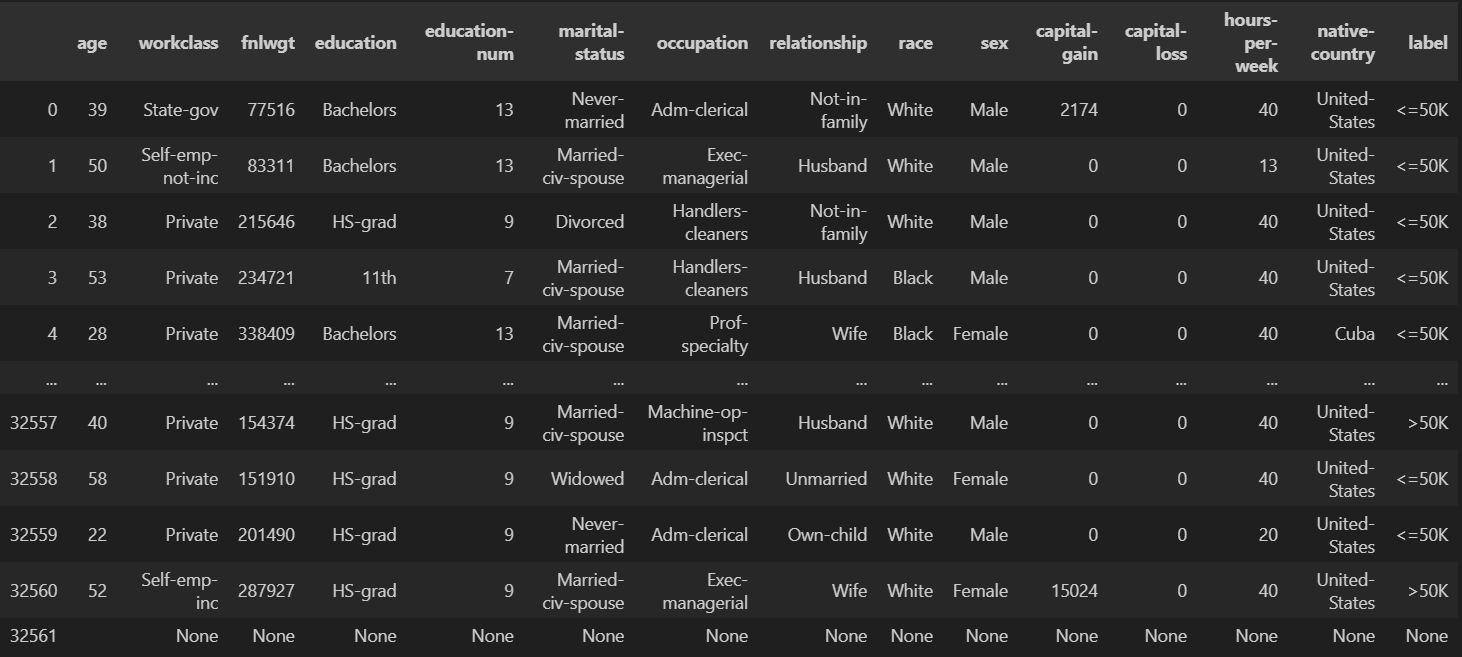 age workclass fnlwgt education education-num marital-status occupation relationship race sex capital-gain capital-loss hours-per-week native-country label
0 39 State-gov 77516 Bachelors 13 Never-married Adm-clerical Not-in-family White Male 2174 0 40 United-States <=50K
1 50 Self-emp-not-inc 83311 Bachelors 13 Married-civ-spouse Exec-managerial Husband White Male 0 0 13 United-States <=50K
2 38 Private 215646 HS-grad 9 Divorced Handlers-cleaners Not-in-family White Male 0 0 40 United-States <=50K
3 53 Private 234721 11th 7 Married-civ-spouse Handlers-cleaners Husband Black Male 0 0 40 United-States <=50K
4 28 Private 338409 Bachelors 13 Married-civ-spouse Prof-specialty Wife Black Female 0 0 40 Cuba <=50K
... ... ... ... ... ... ... ... ... ... ... ... ... ... ... ...
32557 40 Private 154374 HS-grad 9 Married-civ-spouse Machine-op-inspct Husband White Male 0 0 40 United-States >50K
32558 58 Private 151910 HS-grad 9 Widowed Adm-clerical Unmarried White Female 0 0 40 United-States <=50K
32559 22 Private 201490 HS-grad 9 Never-married Adm-clerical Own-child White Male 0 0 20 United-States <=50K
32560 52 Self-emp-inc 287927 HS-grad 9 Married-civ-spouse Exec-managerial Wife White Female 15024 0 40 United-States >50K
32561 None None None None None None None None None None None None None None